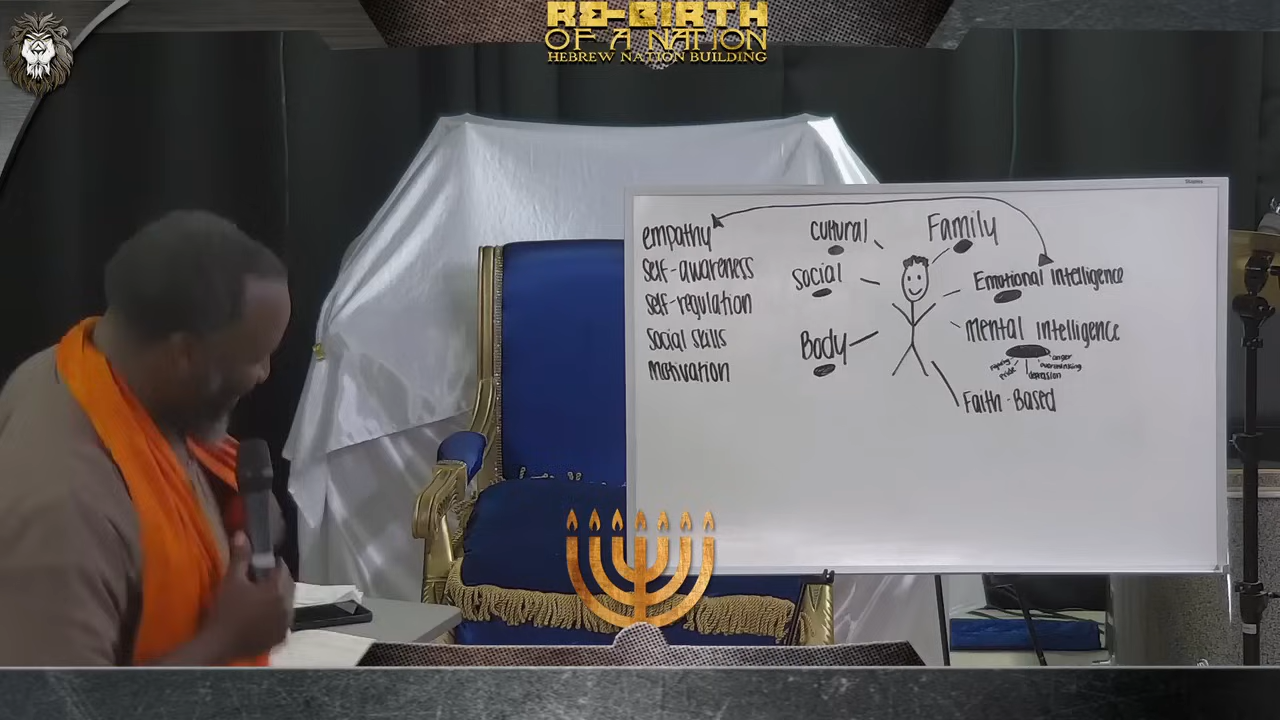 RE-BIRTH
OF A NATION
HEBREW NATION BUILDING
empathy
self-awareness
self-regulation
social skills
motivation
cultural
Family
social
Emotional Intelligence
Body
Mental Intelligence
anger
overthinking
depression
pride
Faith-Based